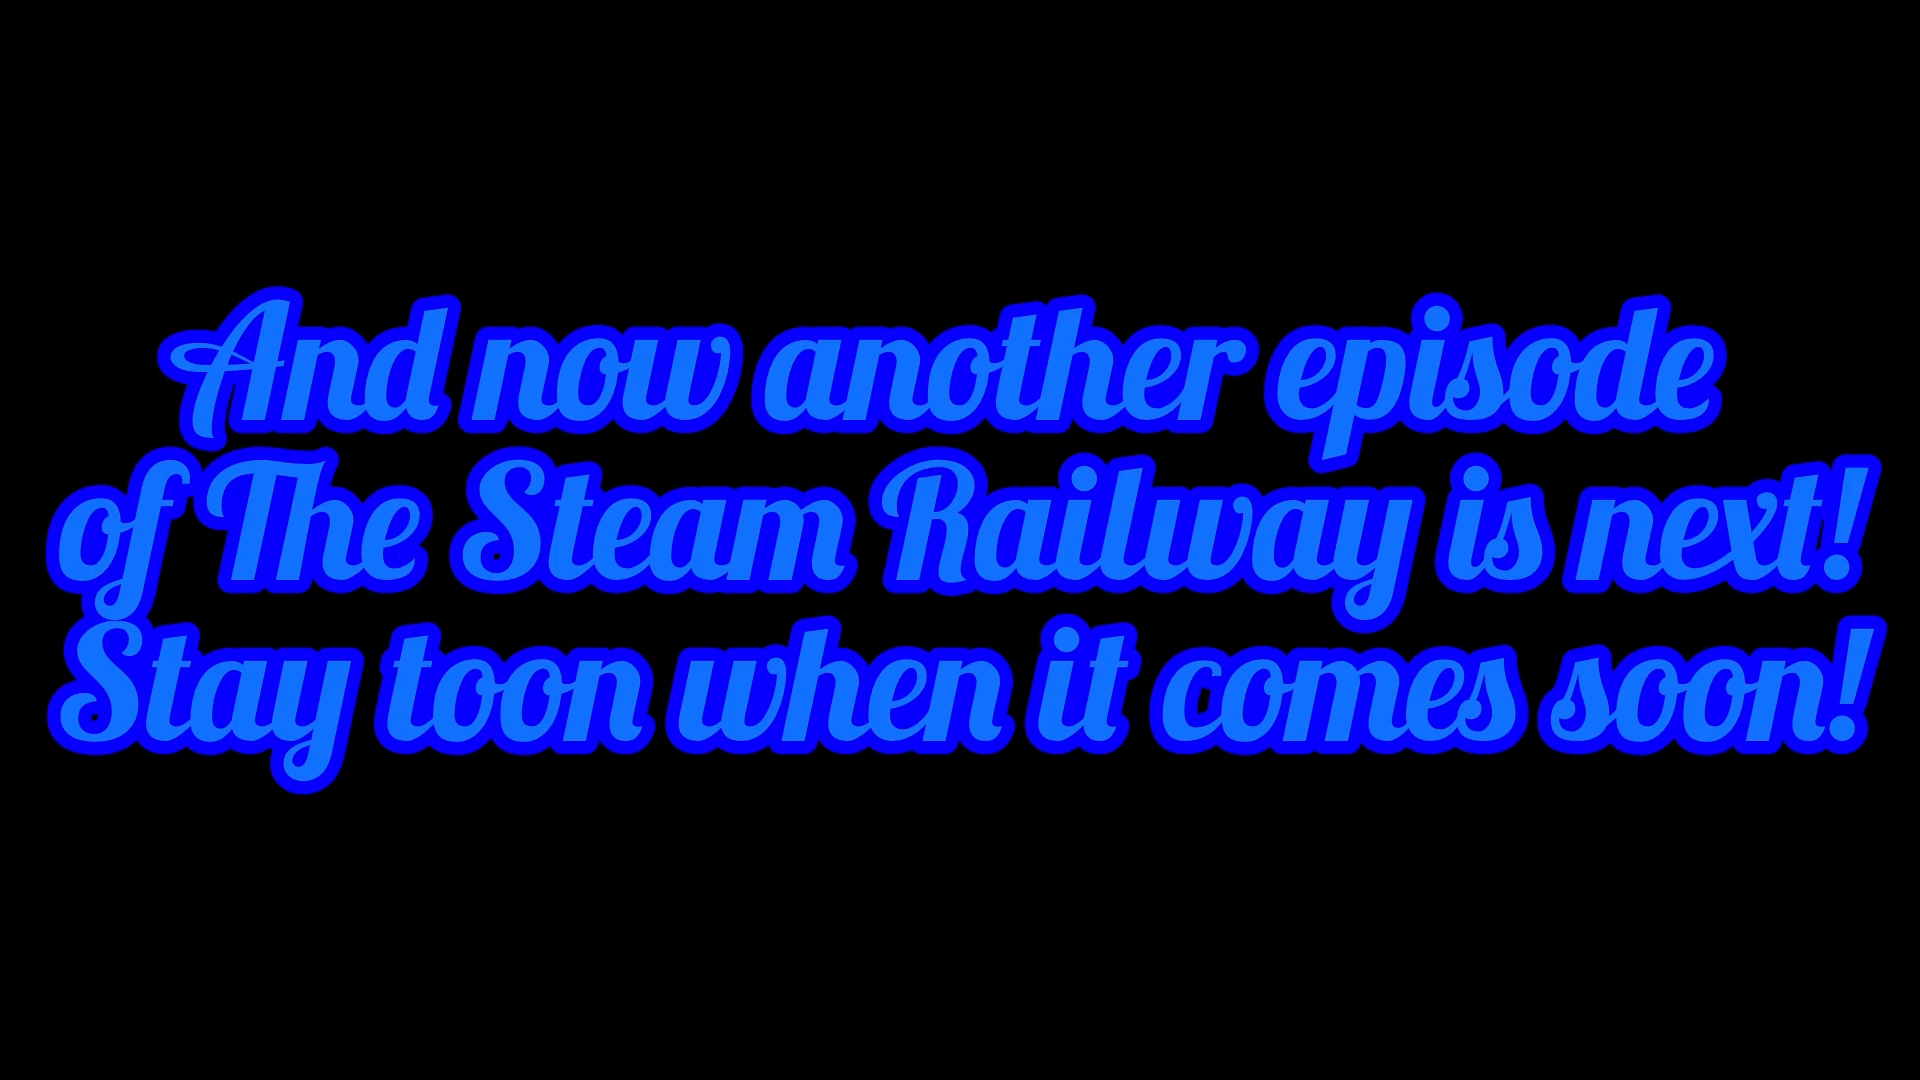 And now another episode
of The Steam Railway is next!
Stay toon when it comes soon!